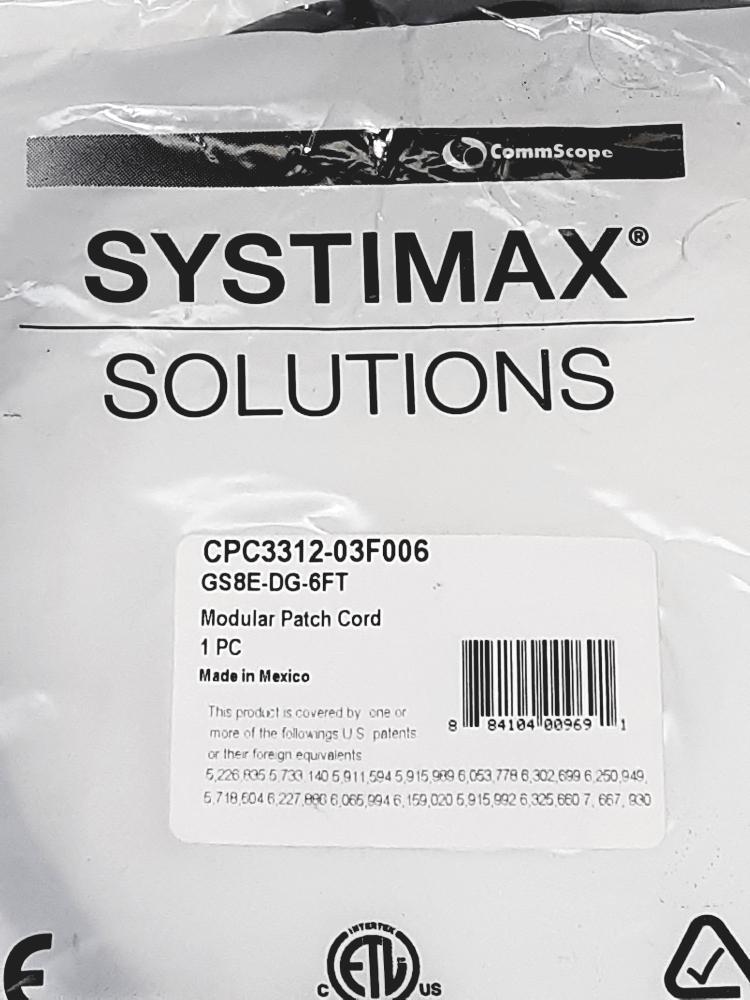 CommScope
SYSTIMAX®
SOLUTIONS
CPC3312-03F006
GS8E-DG-6FT
Modular Patch Cord
1 PC
Made in Mexico
8 84104 00969 1
This product is covered by one or
more of the followings U.S. patents
or their foreign equivalents
5,226,835 5,733,140 5,911,594 5,915,989 6,053,778 6,302,699 6,250,949,
5,718,604 6,227,886 6,065,994 6,159,020 5,915,992 6,325,660 7, 667, 930
INTERTEK
ETL
C US